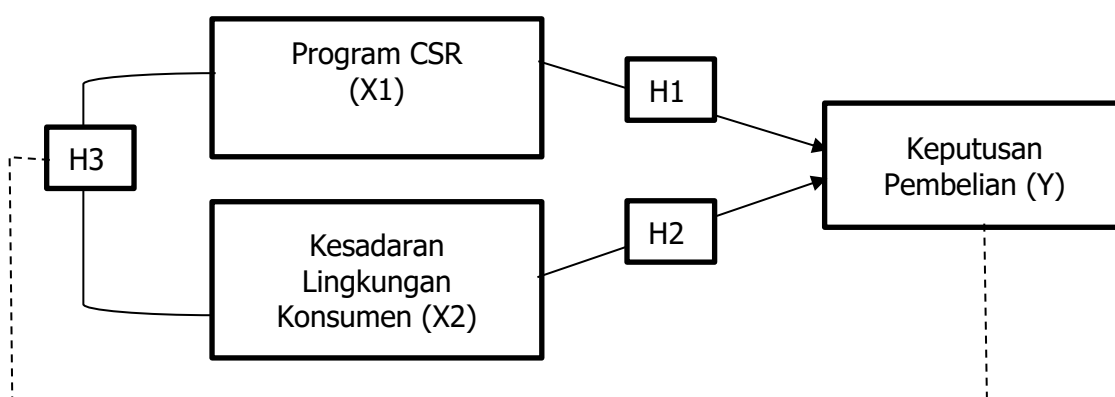 Program CSR
(X1)
H1
H3
Keputusan
Pembelian (Y)
H2
Kesadaran
Lingkungan
Konsumen (X2)